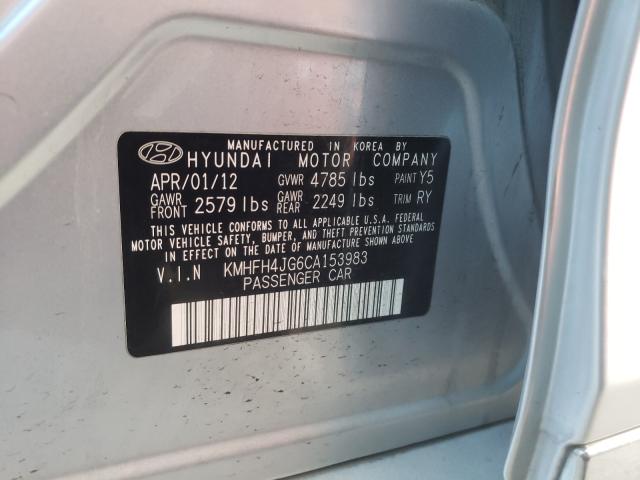 MANUFACTURED IN KOREA BY
HYUNDAI MOTOR COMPANY
APR/01/12 GVWR 4785 lbs PAINT Y5
GAWR FRONT 2579 lbs GAWR REAR 2249 lbs TRIM RY
THIS VEHICLE CONFORMS TO ALL APPLICABLE U.S.A. FEDERAL
MOTOR VEHICLE SAFETY, BUMPER, AND THEFT PREVENTION STANDARDS
IN EFFECT ON THE DATE OF MANUFACTURE SHOWN ABOVE.
V.I.N KMHFH4JG6CA153983
PASSENGER CAR